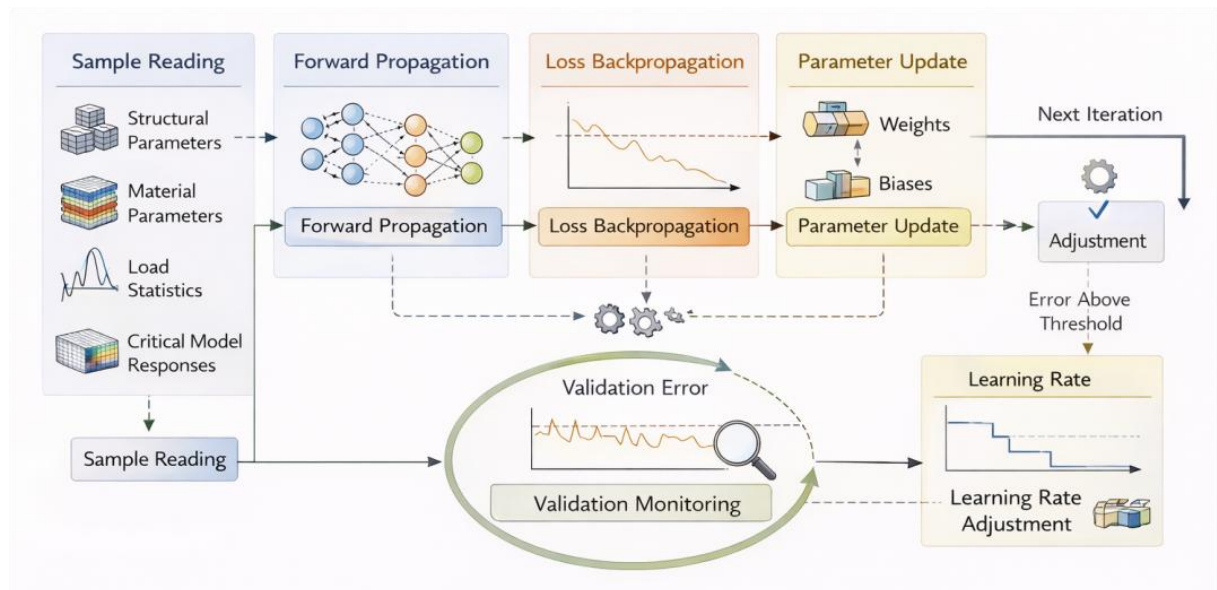 Sample Reading
Structural
Parameters
Material
Parameters
Load
Statistics
Critical Model
Responses
Sample Reading
Forward Propagation
Forward Propagation
Loss Backpropagation
Loss Backpropagation
Parameter Update
Weights
Biases
Parameter Update
Next Iteration
Adjustment
Error Above
Threshold
Validation Error
Validation Monitoring
Learning Rate
Learning Rate
Adjustment